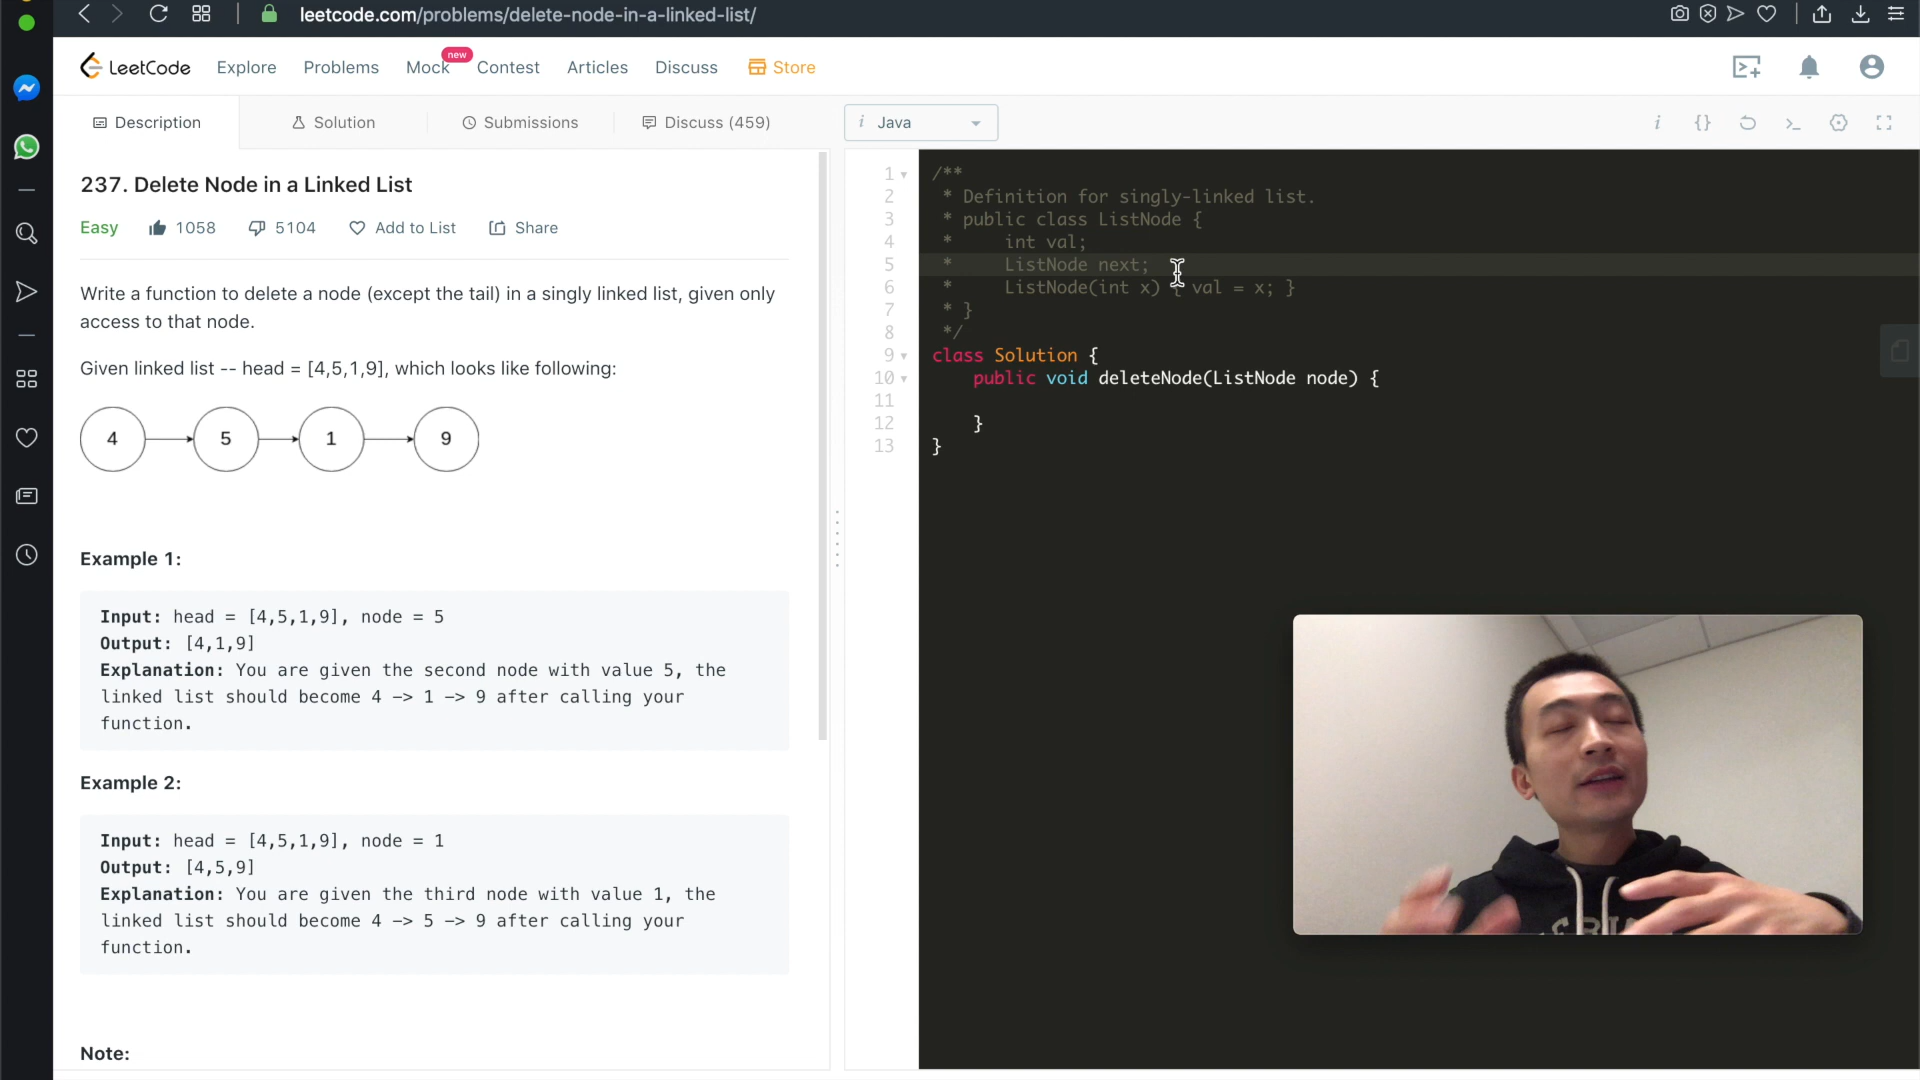 leetcode.com/problems/delete-node-in-a-linked-list/
LeetCode Explore Problems Mock new Contest Articles Discuss Store
Description Solution Submissions Discuss (459)
237. Delete Node in a Linked List
Easy 1058 5104 Add to List Share
Write a function to delete a node (except the tail) in a singly linked list, given only
access to that node.
Given linked list -- head = [4,5,1,9], which looks like following:
4 5 1 9
Example 1:
Input: head = [4,5,1,9], node = 5
Output: [4,1,9]
Explanation: You are given the second node with value 5, the
linked list should become 4 -> 1 -> 9 after calling your
function.
Example 2:
Input: head = [4,5,1,9], node = 1
Output: [4,5,9]
Explanation: You are given the third node with value 1, the
linked list should become 4 -> 5 -> 9 after calling your
function.
Note:
i Java
i {}
1 /**
2 * Definition for singly-linked list.
3 * public class ListNode {
4 * int val;
5 * ListNode next;
6 * ListNode(int x) { val = x; }
7 * }
8 */
9 class Solution {
10 public void deleteNode(ListNode node) {
11
12 }
13 }